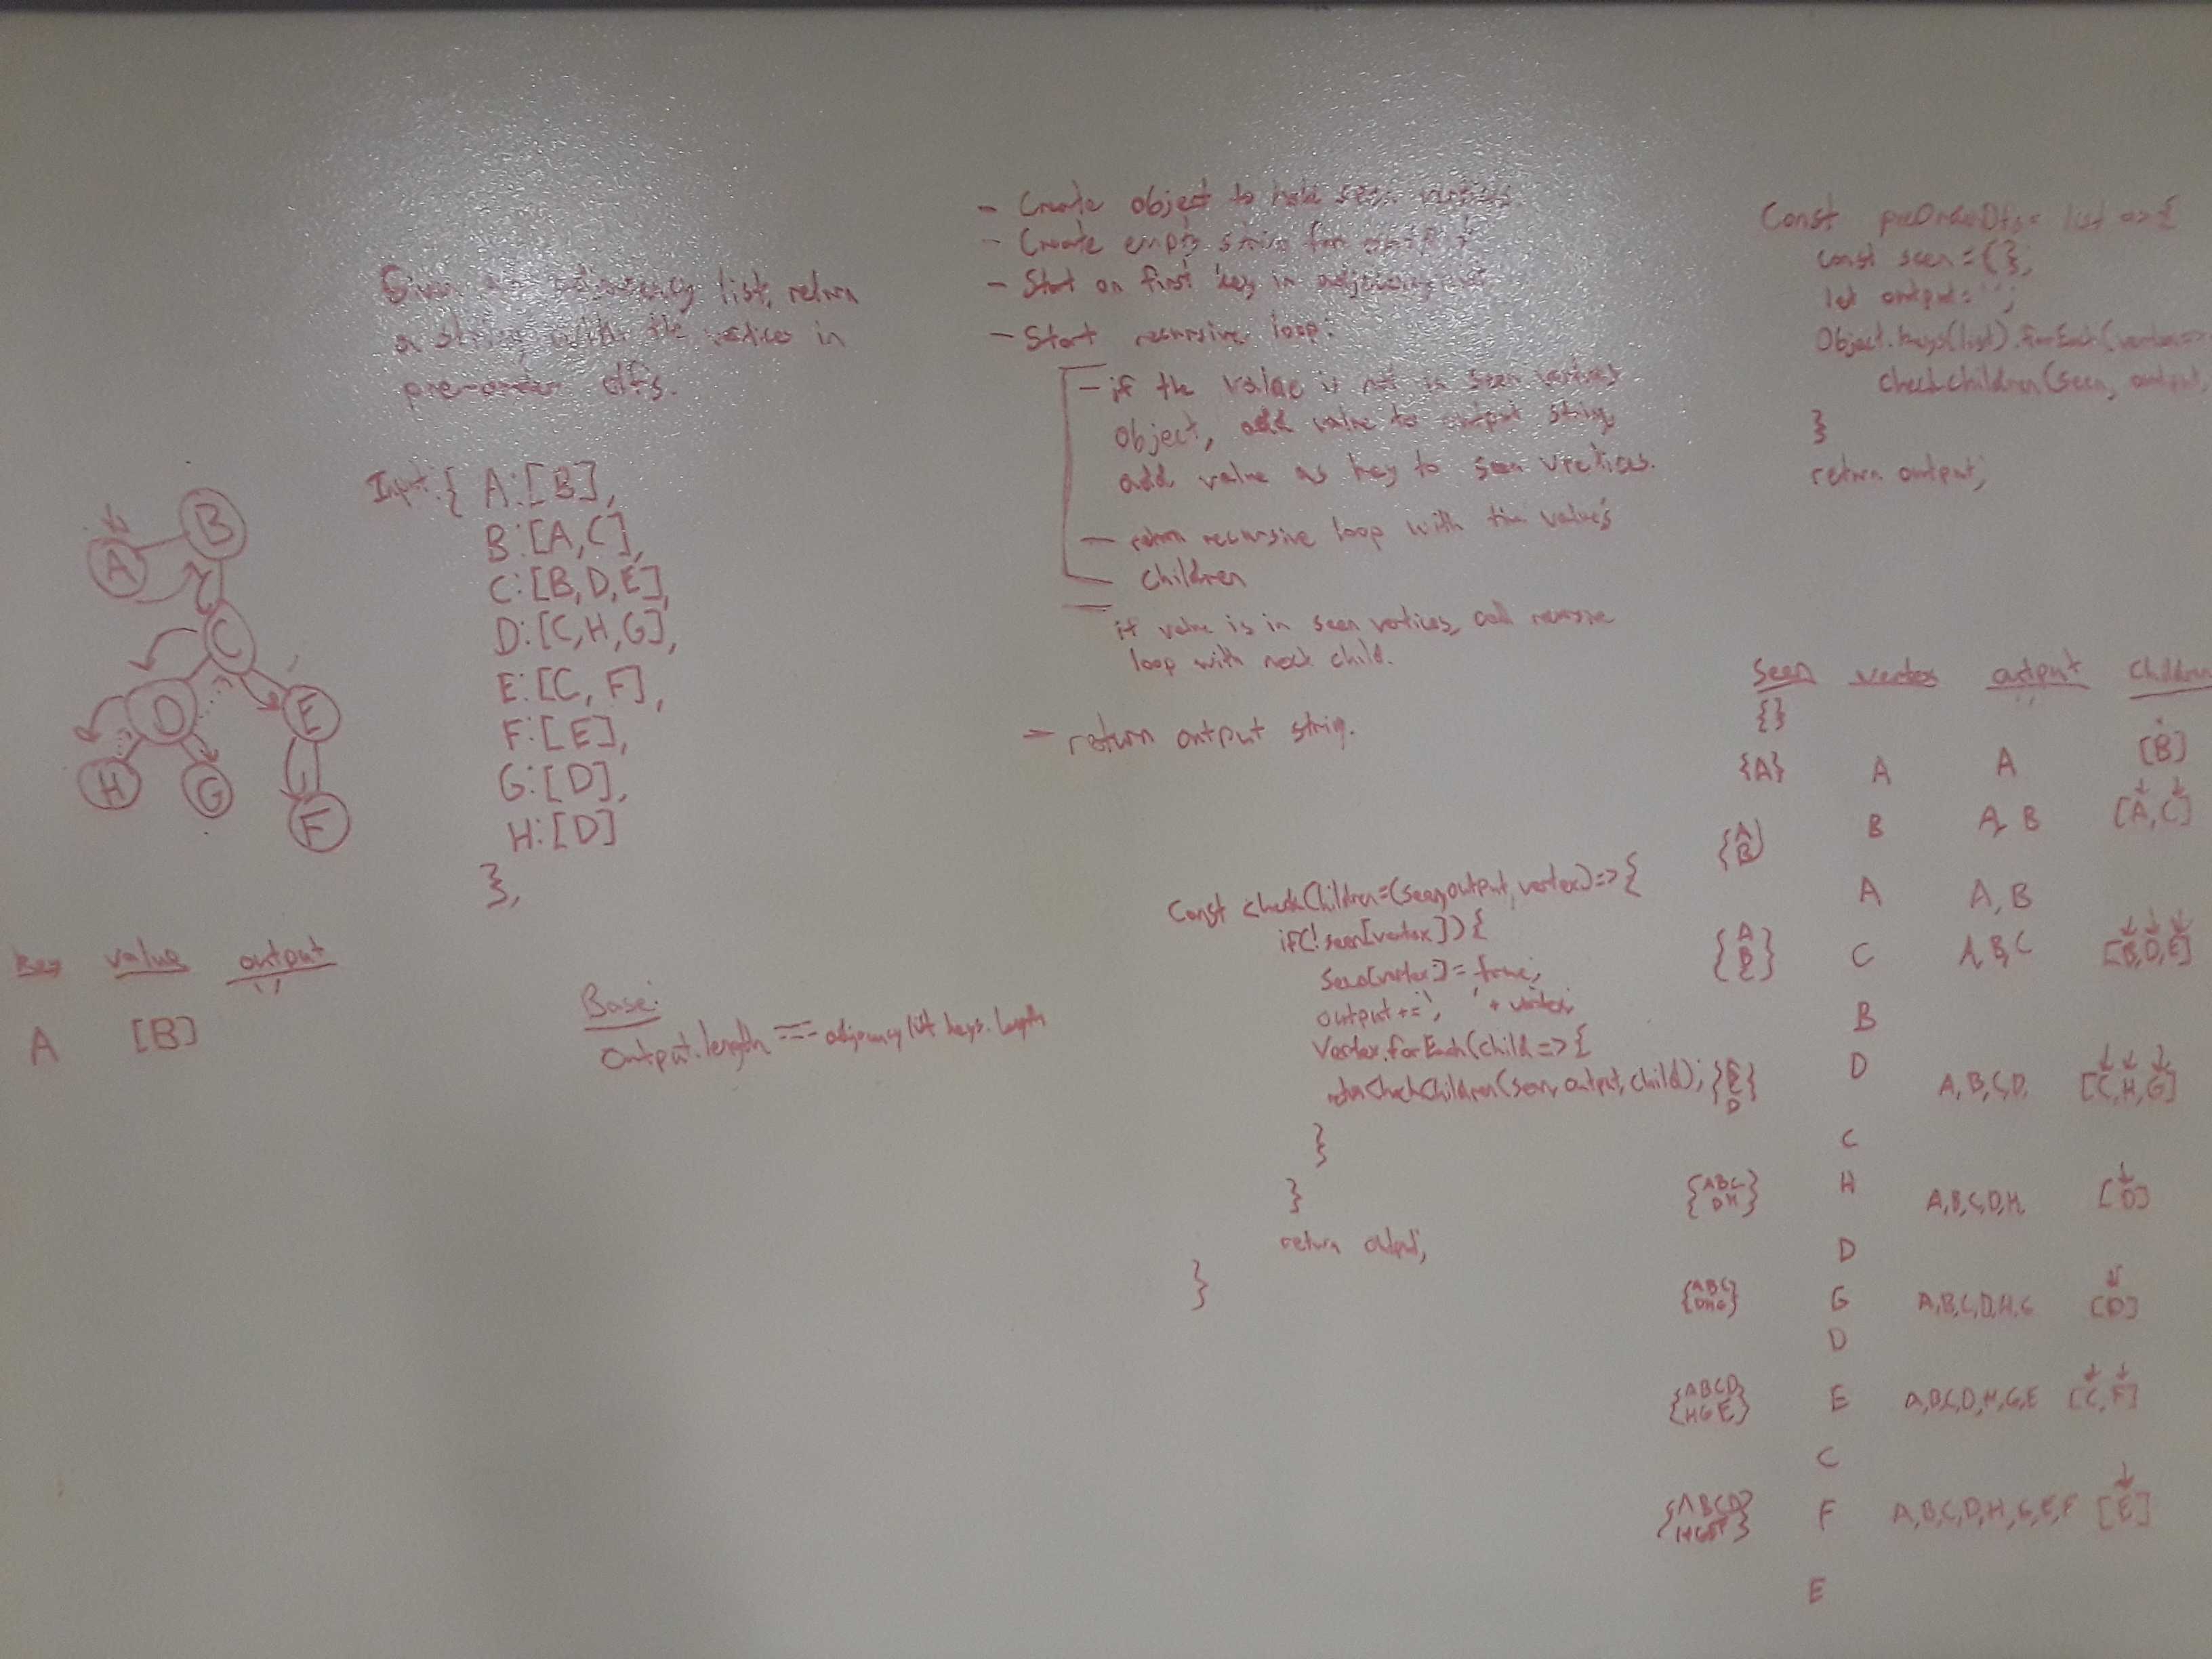 Given an adjacency list, return
a string with the vertices in
pre-order dfs.
A
B
C
D
E
H
G
F
Input: { A:[B],
B:[A,C],
C:[B,D,E],
D:[C,H,G],
E:[C, F],
F:[E],
G:[D],
H:[D]
},
Key value output
''
A [B]
Base:
output.length === adjacency list keys.length
- Create object to hold seen vertices.
- Create empty string for output
- Start on first key in adjacency list
- Start recursive loop:
- if the value is not in seen vertices
object, add value to output string,
add value as key to seen vertices.
- return recursive loop with the value's
children
- if value is in seen vertices, call recursive
loop with next child.
- return output string.
Const checkChildren=(seen,output,vertex)=>{
if(!seen[vertex]){
seen[vertex]= true;
output+=', ' + vertex;
Vertex.forEach(child=>{
return checkChildren(seen, output, child);
}
}
return output;
}
Const preOrderDfs= list =>{
const seen={};
let output='';
Object.keys(list).forEach(vertex=>
checkChildren(seen, output,
}
return output;
Seen vertex output children
{} ''
{A} A A [B]
{A B} B A, B [A,C]
A A, B
{A B C} C A,B,C [B,D,E]
B
D A,B,C,D, [C,H,G]
C
{ABC DH} H A,B,C,D,H, [D]
D
{ABC DHG} G A,B,C,D,H,G [D]
D
{ABCD HGE} E A,B,C,D,H,G,E [C,F]
C
{ABCD HGEF} F A,B,C,D,H,G,E,F [E]
E